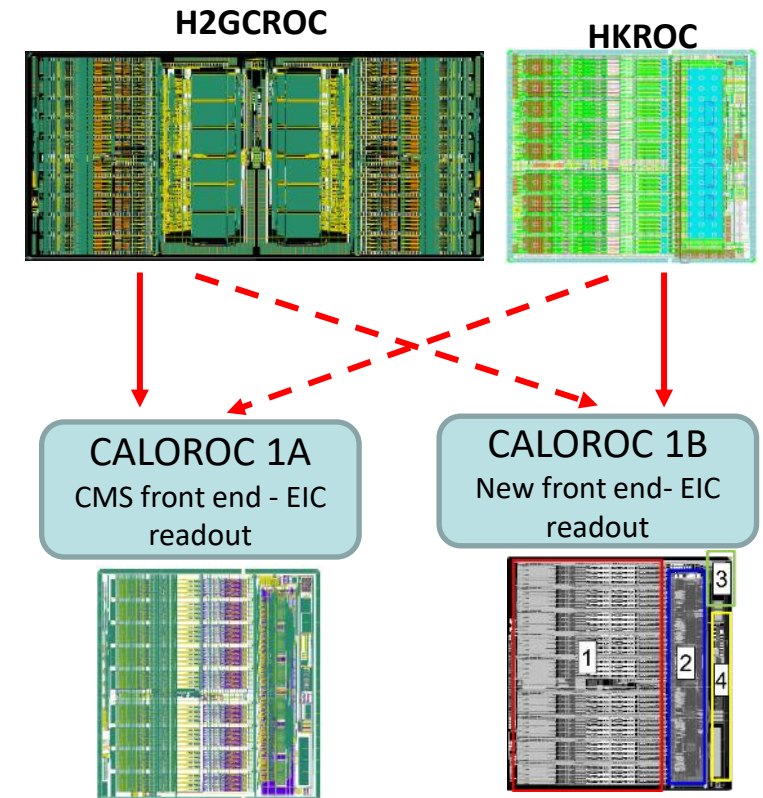 H2GCROC
HKROC
CALOROC 1A
CMS front end - EIC
readout
CALOROC 1B
New front end- EIC
readout
1
2
3
4